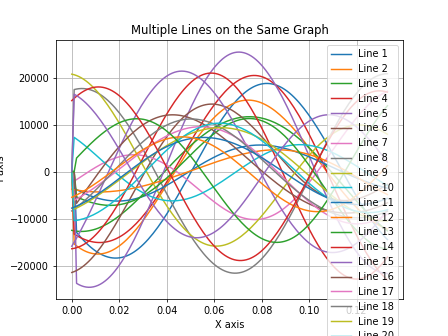 Multiple Lines on the Same Graph
20000
10000
0
−10000
−20000
0.00
0.02
0.04
0.06
0.08
0.10
X axis
Line 1
Line 2
Line 3
Line 4
Line 5
Line 6
Line 7
Line 8
Line 9
Line 10
Line 11
Line 12
Line 13
Line 14
Line 15
Line 16
Line 17
Line 18
Line 19